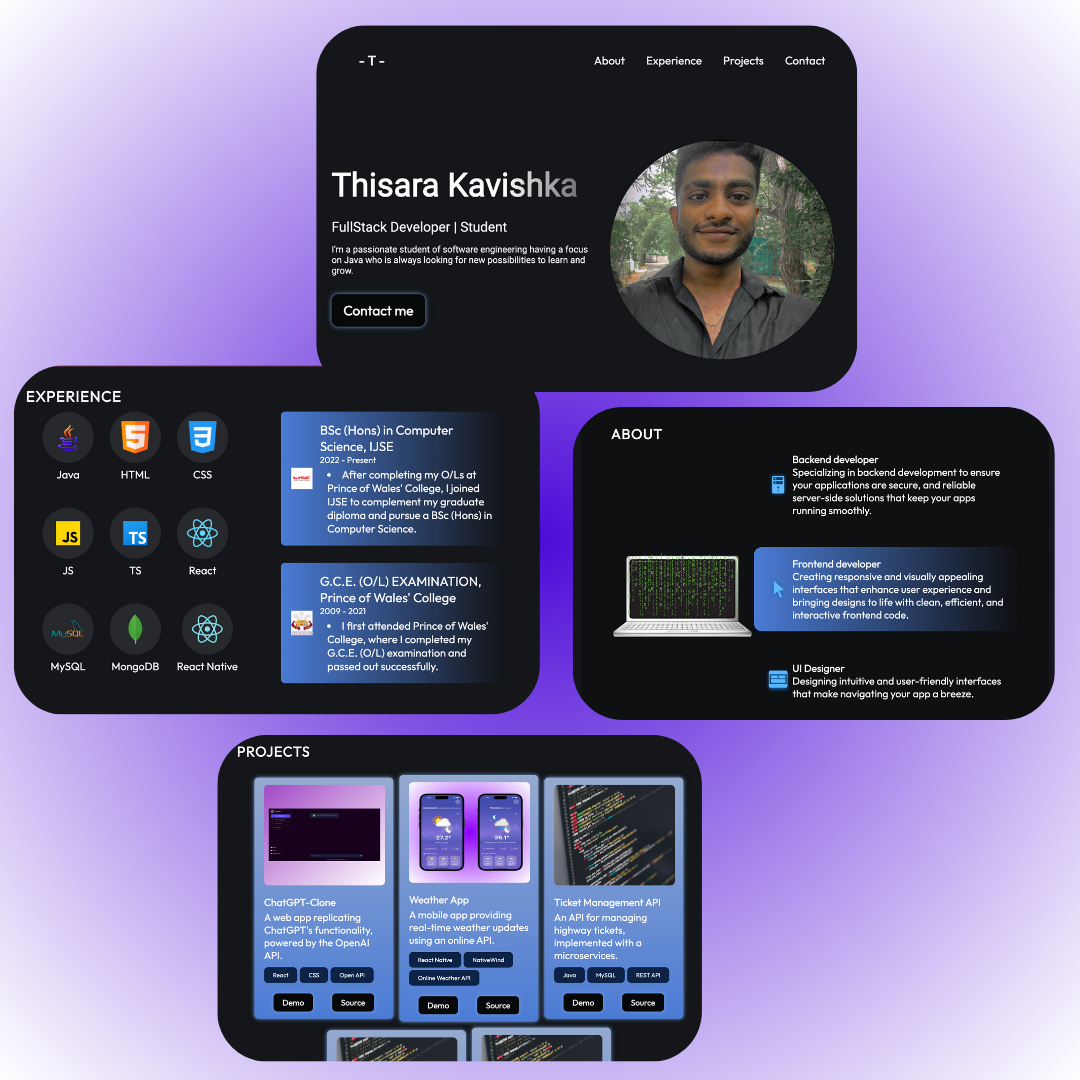 - T -
About
Experience
Projects
Contact
Thisara Kavishka
FullStack Developer | Student
I'm a passionate student of software engineering having a focus
on Java who is always looking for new possibilities to learn and
grow.
Contact me
EXPERIENCE
Java
HTML
CSS
JS
JS
TS
TS
React
MySQL
MySQL
MongoDB
React Native
BSc (Hons) in Computer
Science, IJSE
2022 - Present
• After completing my O/Ls at
Prince of Wales' College, I joined
IJSE to complement my graduate
diploma and pursue a BSc (Hons) in
Computer Science.
G.C.E. (O/L) EXAMINATION,
Prince of Wales' College
2009 - 2021
• I first attended Prince of Wales'
College, where I completed my
G.C.E. (O/L) examination and
passed out successfully.
ABOUT
Backend developer
Specializing in backend development to ensure
your applications are secure, and reliable
server-side solutions that keep your apps
running smoothly.
Frontend developer
Creating responsive and visually appealing
interfaces that enhance user experience and
bringing designs to life with clean, efficient, and
interactive frontend code.
UI Designer
Designing intuitive and user-friendly interfaces
that make navigating your app a breeze.
PROJECTS
ChatGPT-Clone
A web app replicating
ChatGPT's functionality,
powered by the OpenAI
API.
React
CSS
Open API
Demo
Source
27.2°
26.1°
Weather App
A mobile app providing
real-time weather updates
using an online API.
React Native
NativeWind
Online Weather API
Demo
Source
Ticket Management API
An API for managing
highway tickets,
implemented with a
microservices.
Java
MySQL
REST API
Demo
Source